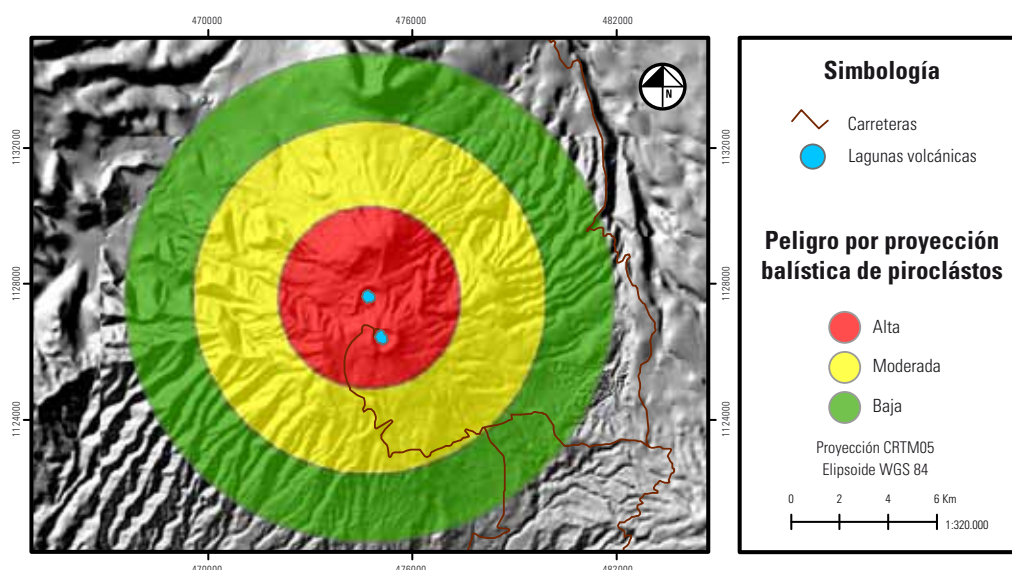 470000
476000
482000
1132000
1132000
1128000
1128000
1124000
1124000
N
470000
476000
482000
Simbología
Carreteras
Lagunas volcánicas
Peligro por proyección
balística de piroclástos
Alta
Moderada
Baja
Proyección CRTM05
Elipsoide WGS 84
0 2 4 6 Km
1:320.000